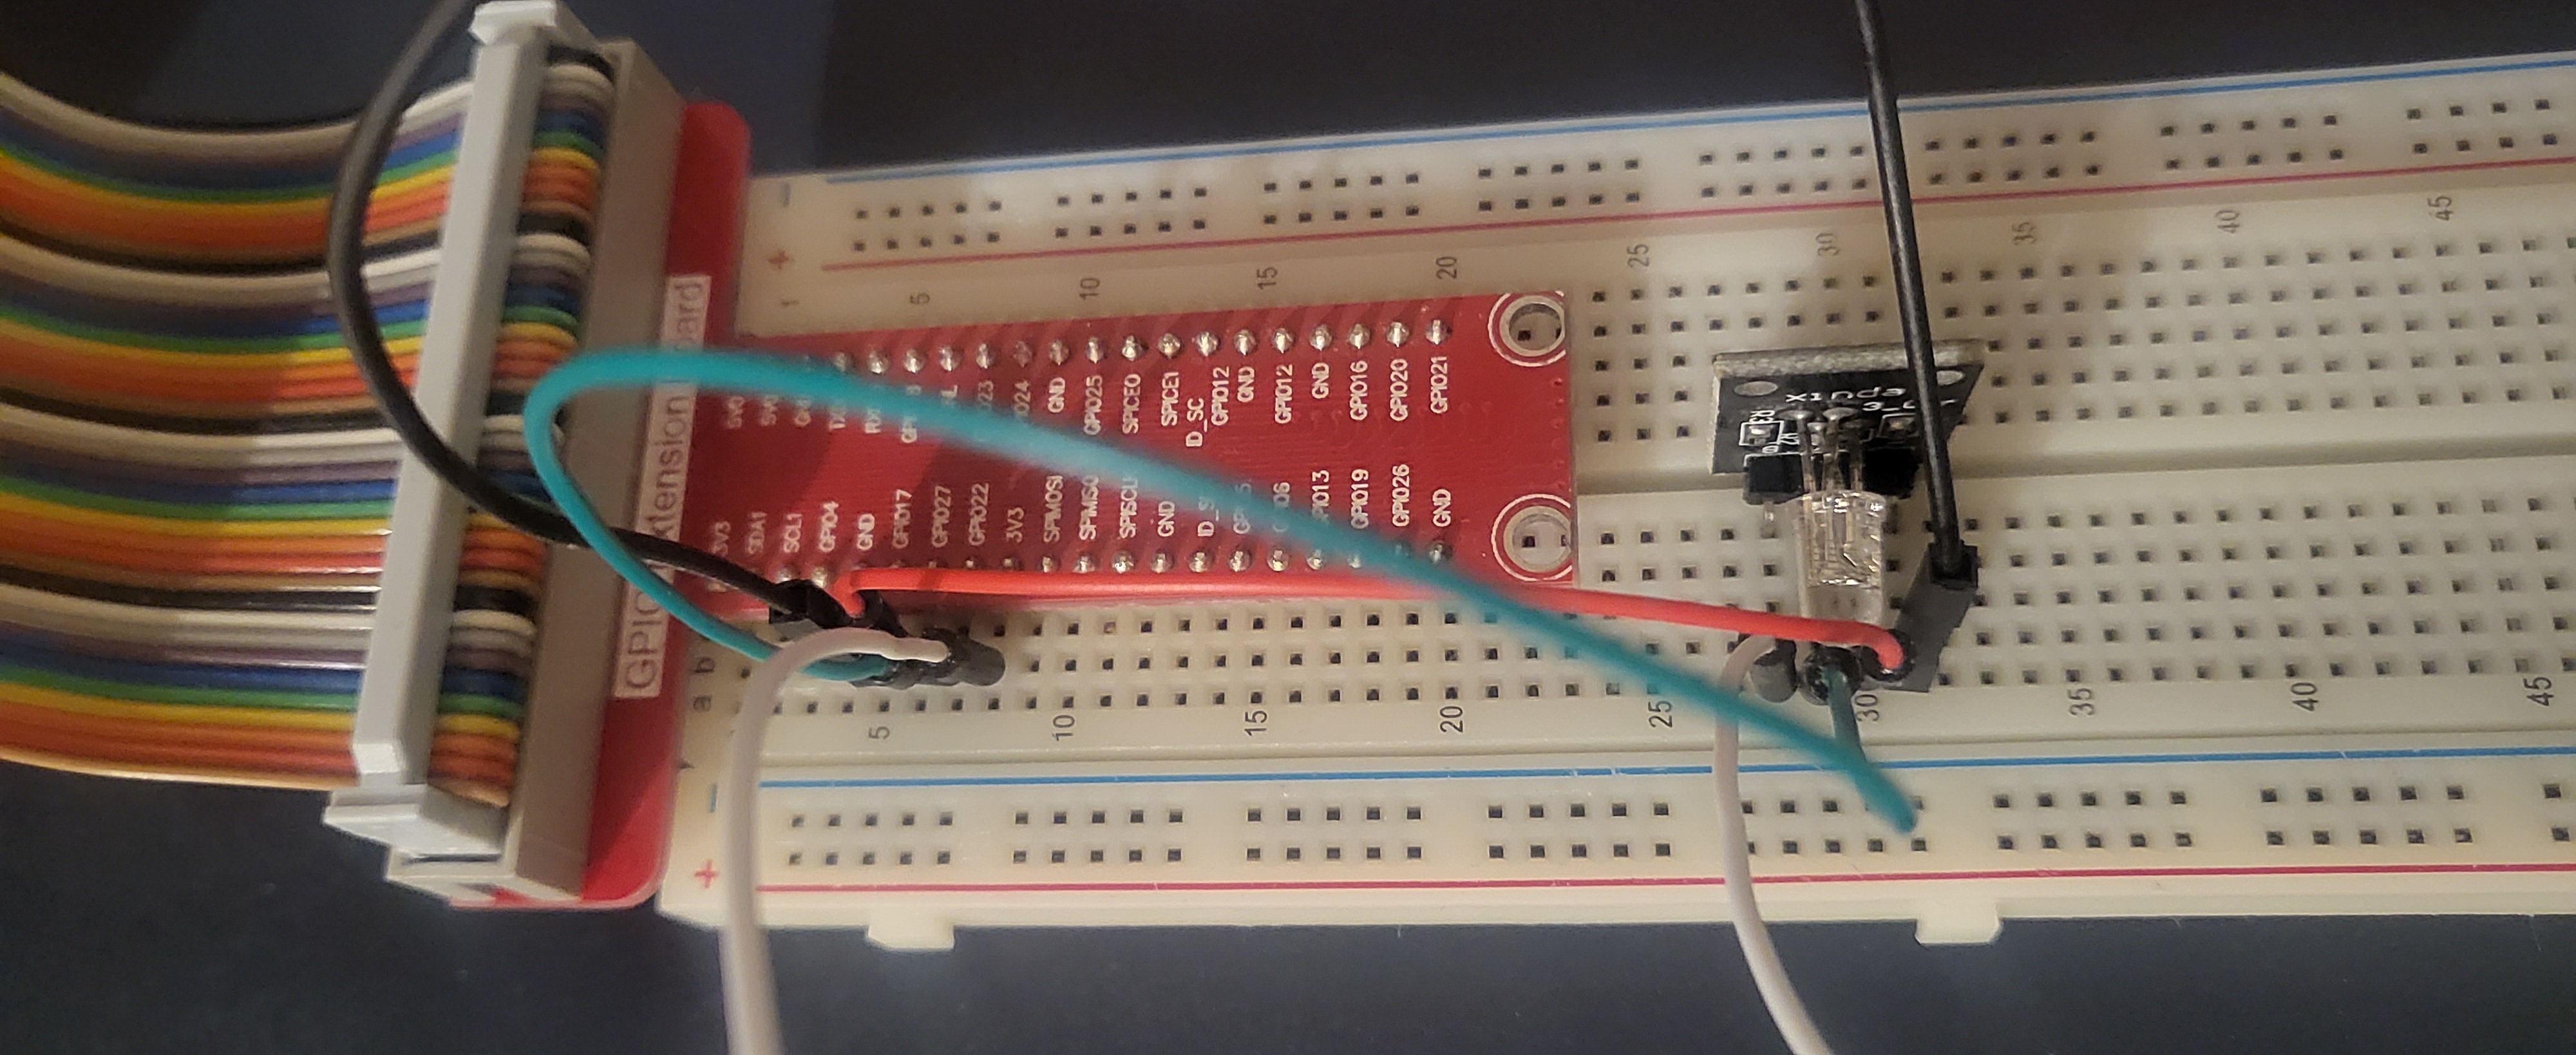 GPIO Extension Board
+ − a b
+ −
3V3
SDA1
SCL1
GPIO4
GND
GPIO17
GPIO27
GPIO22
3V3
SPIMOSI
SPIMISO
GND
GPIO13
GPIO19
GPIO26
GND
GND
GPIO25
SPICE0
SPICE1
ID_SC
GPIO12
GND
GPIO12
GND
GPIO16
GPIO20
GPIO21
5
10
15
20
25
30
35
40
45
1
5
10
15
20
25
30
35
40
45
R3